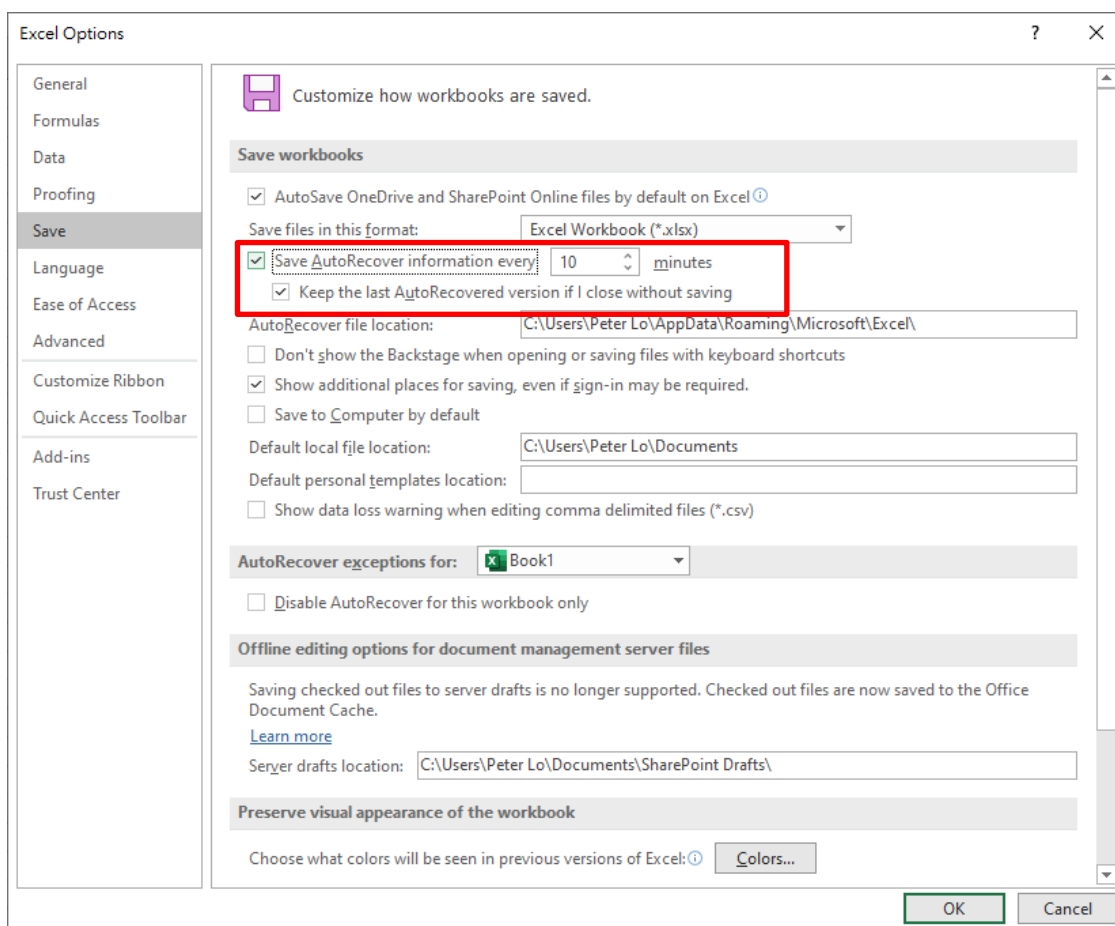 Excel Options
?
General
Formulas
Data
Proofing
Save
Language
Ease of Access
Advanced
Customize Ribbon
Quick Access Toolbar
Add-ins
Trust Center
Customize how workbooks are saved.
Save workbooks
AutoSave OneDrive and SharePoint Online files by default on Excel
Save files in this format: Excel Workbook (*.xlsx)
Save AutoRecover information every 10 minutes
Keep the last AutoRecovered version if I close without saving
AutoRecover file location: C:\Users\Peter Lo\AppData\Roaming\Microsoft\Excel\
Don't show the Backstage when opening or saving files with keyboard shortcuts
Show additional places for saving, even if sign-in may be required.
Save to Computer by default
Default local file location: C:\Users\Peter Lo\Documents
Default personal templates location:
Show data loss warning when editing comma delimited files (*.csv)
AutoRecover exceptions for: Book1
Disable AutoRecover for this workbook only
Offline editing options for document management server files
Saving checked out files to server drafts is no longer supported. Checked out files are now saved to the Office
Document Cache.
Learn more
Server drafts location: C:\Users\Peter Lo\Documents\SharePoint Drafts\
Preserve visual appearance of the workbook
Choose what colors will be seen in previous versions of Excel: Colors...
OK Cancel